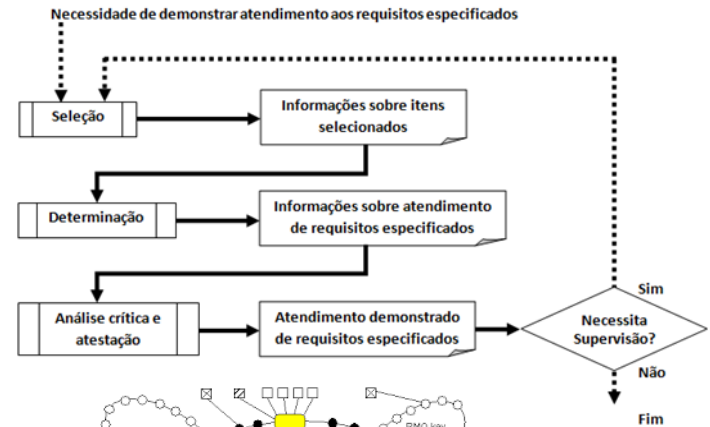 Necessidade de demonstrar atendimento aos requisitos especificados
Seleção
Informações sobre itens
selecionados
Determinação
Informações sobre atendimento
de requisitos especificados
Análise crítica e
atestação
Atendimento demonstrado
de requisitos especificados
Necessita
Supervisão?
Sim
Não
Fim